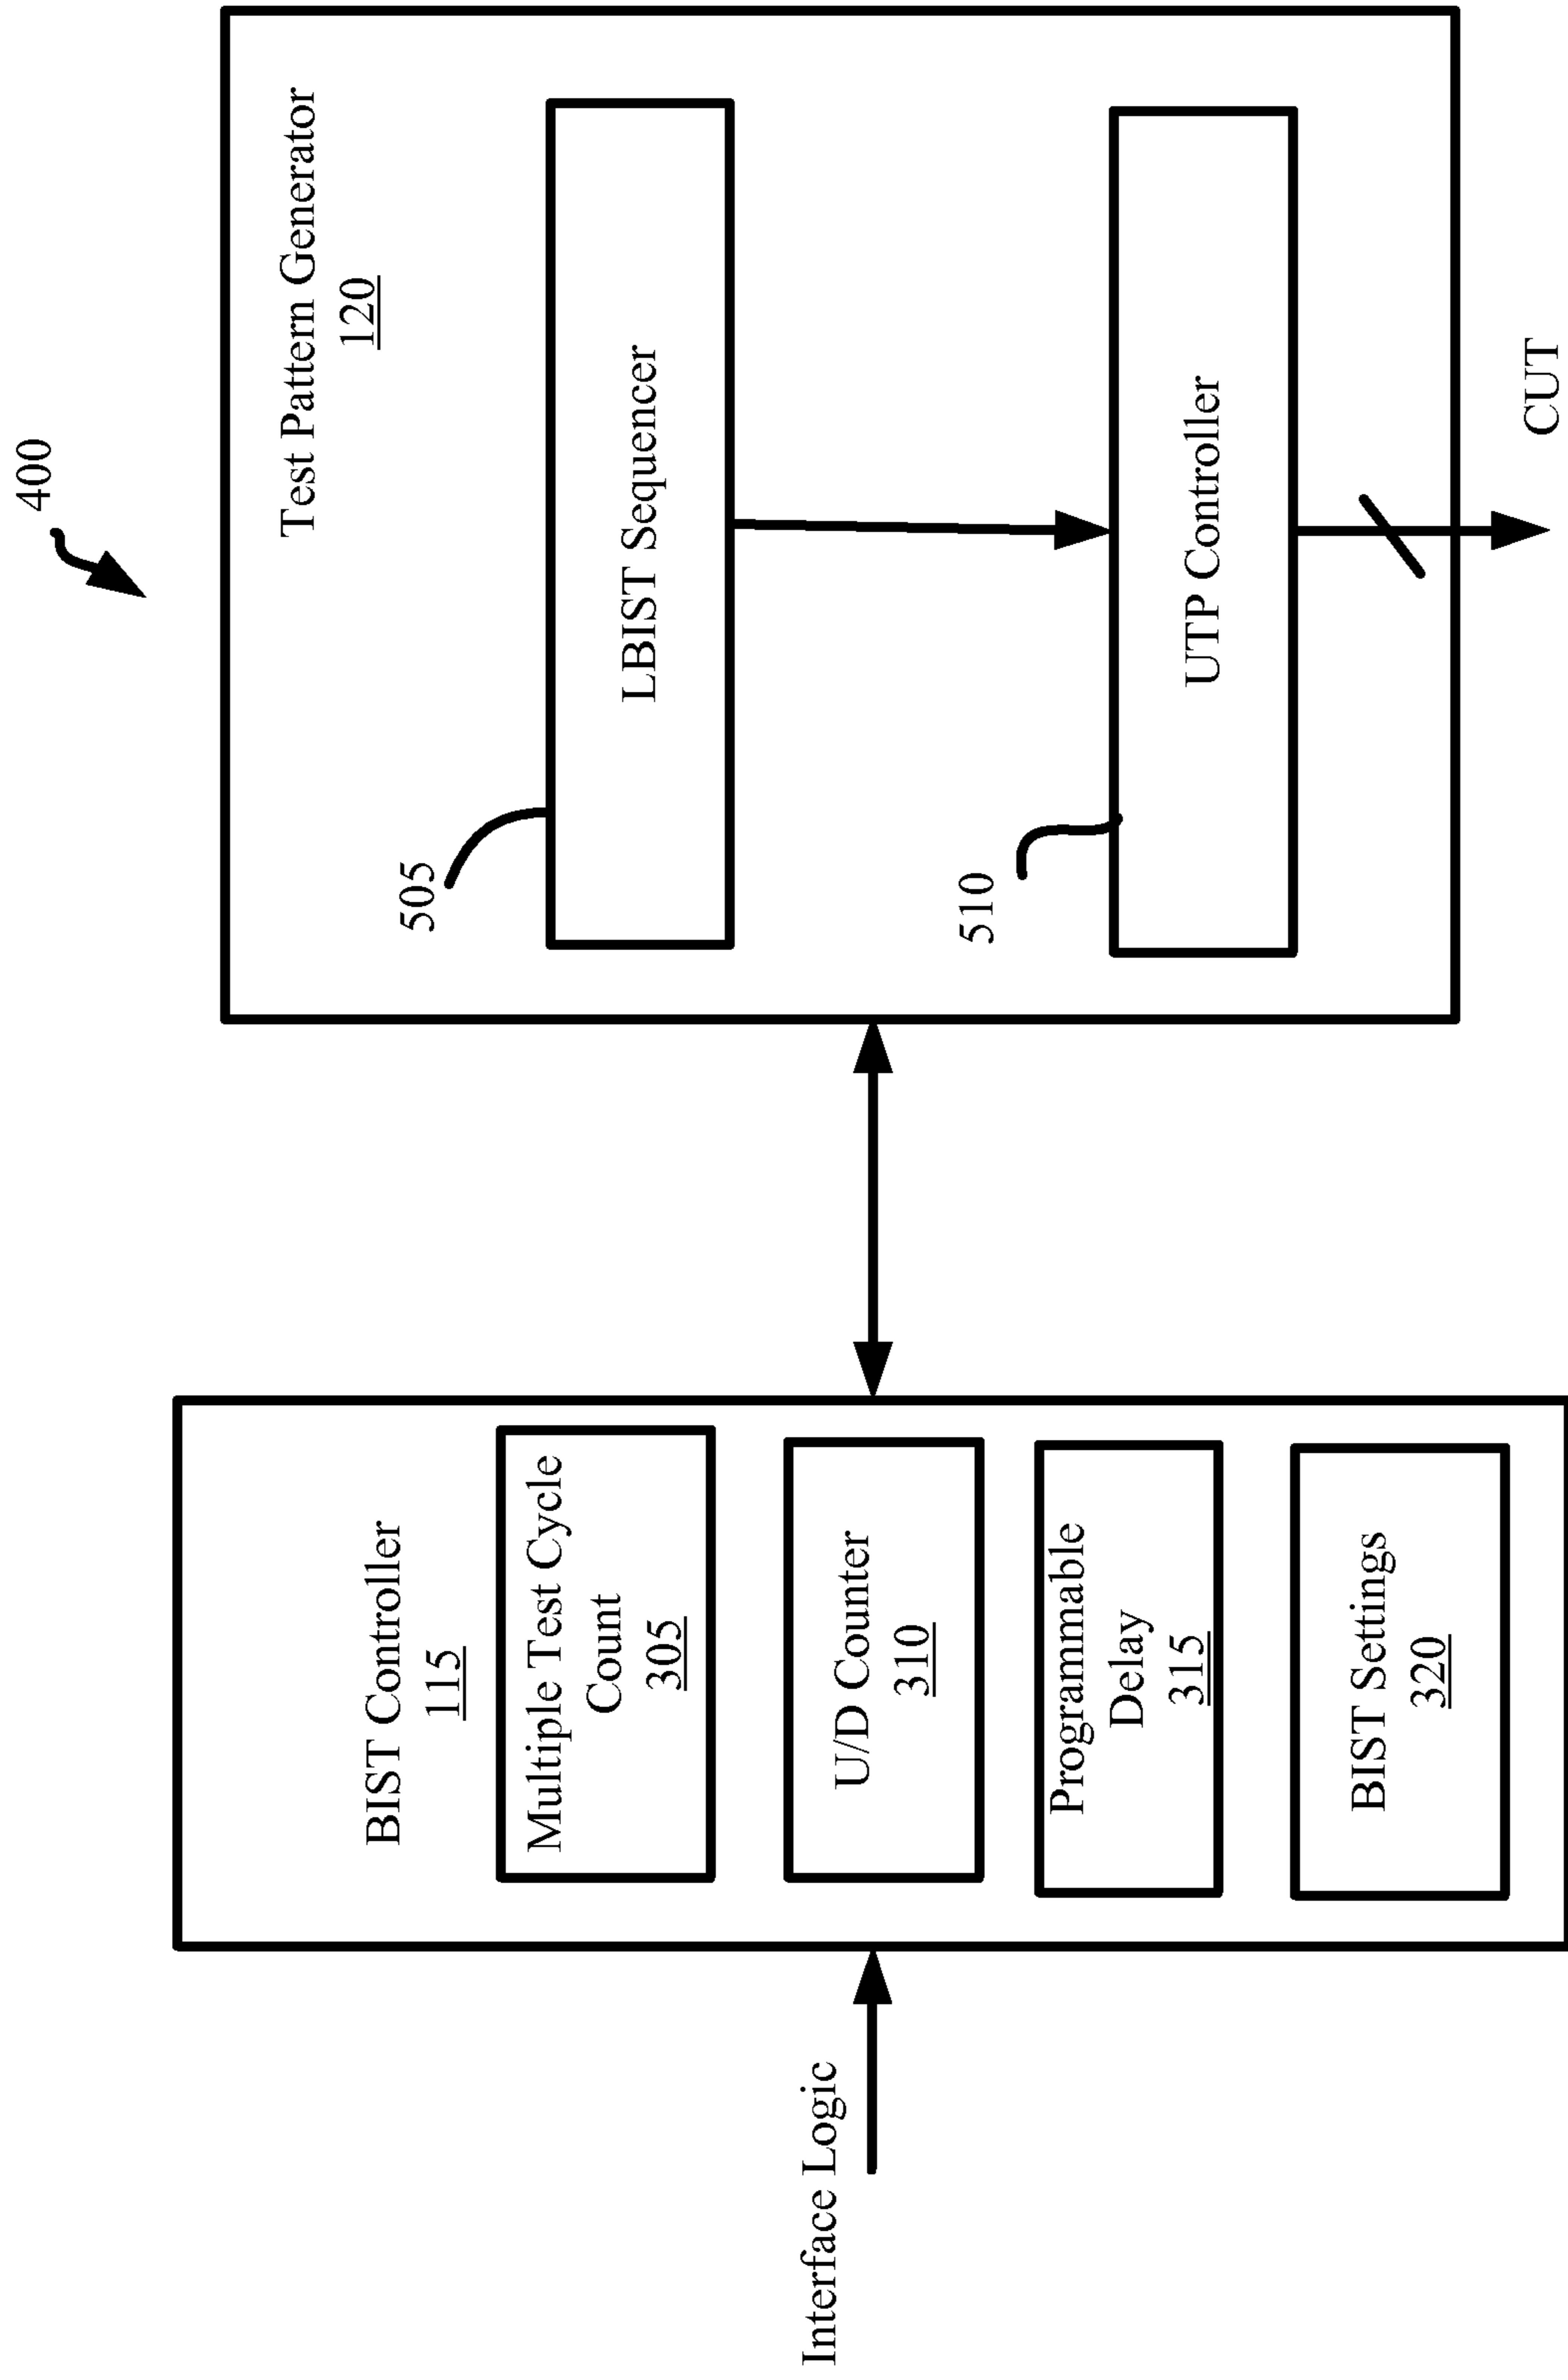 400
Interface Logic
BIST Controller
115
Multiple Test Cycle
Count
305
U/D Counter
310
Programmable
Delay
315
BIST Settings
320
Test Pattern Generator
120
505
LBIST Sequencer
510
UTP Controller
CUT